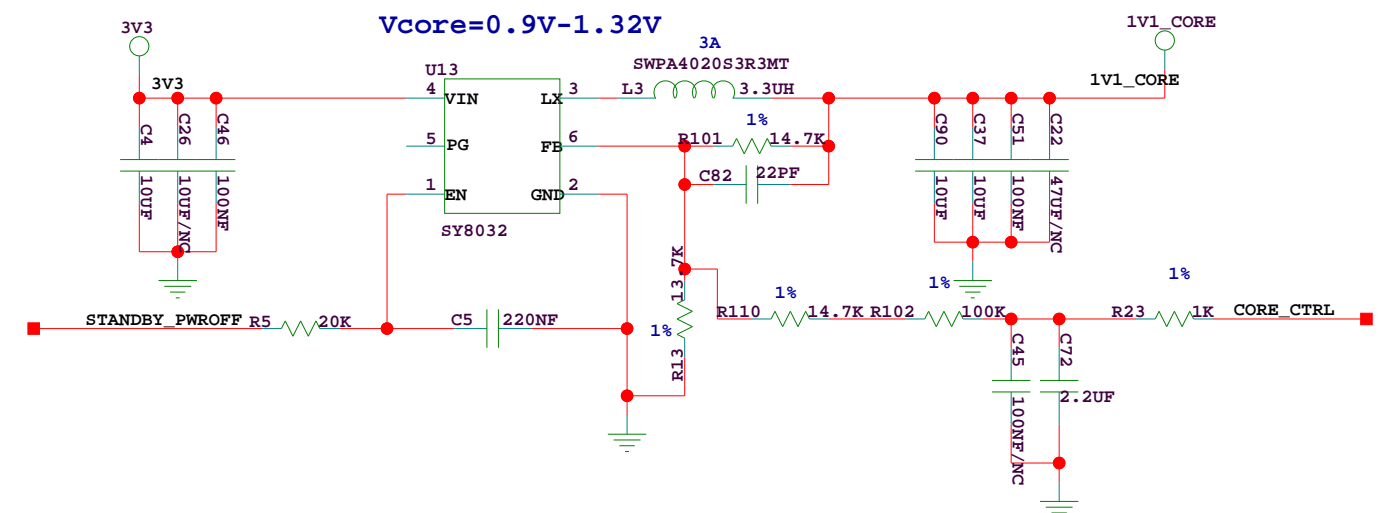 Vcore=0.9V-1.32V
3V3
1V1_CORE
3A
SWPA4020S3R3MT
U13
3V3
4
VIN
LX
3
L3
3.3UH
1V1_CORE
C4
C26
C46
5
PG
FB
6
R101
1%
14.7K
C90
C37
C51
C22
10UF
10UF/NC
100NF
1
EN
GND
2
C82
22PF
10UF
10UF
100NF
47UF/NC
SY8032
13.7K
1%
R13
STANDBY_PWROFF
R5
20K
C5
220NF
R110
1%
14.7K
R102
1%
100K
R23
1%
1K
CORE_CTRL
C45
C72
100NF/NC
2.2UF